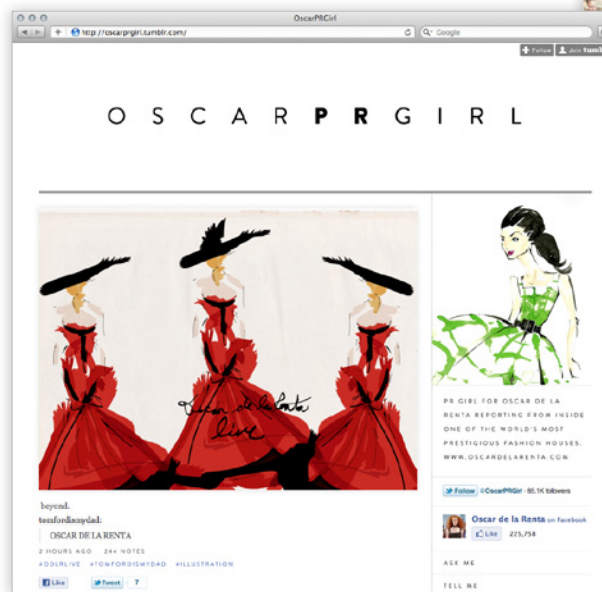 OscarPRGirl
http://oscarprgirl.tumblr.com/
Google
Follow
Join tumb
OSCARPRGIRL
Oscar de la Renta
live
PR GIRL FOR OSCAR DE LA
RENTA REPORTING FROM INSIDE
ONE OF THE WORLD'S MOST
PRESTIGIOUS FASHION HOUSES.
WWW.OSCARDELARENTA.COM
Follow @OscarPRGirl
followers
Oscar de la Renta on Facebook
Like 225,758
ASK ME
TELL ME
beyond.
tomfordismydad:
OSCAR DE LA RENTA
2 HOURS AGO 244 NOTES
#ODLRLIVE #TOMFORDISMYDAD #ILLUSTRATION
Like Tweet 7